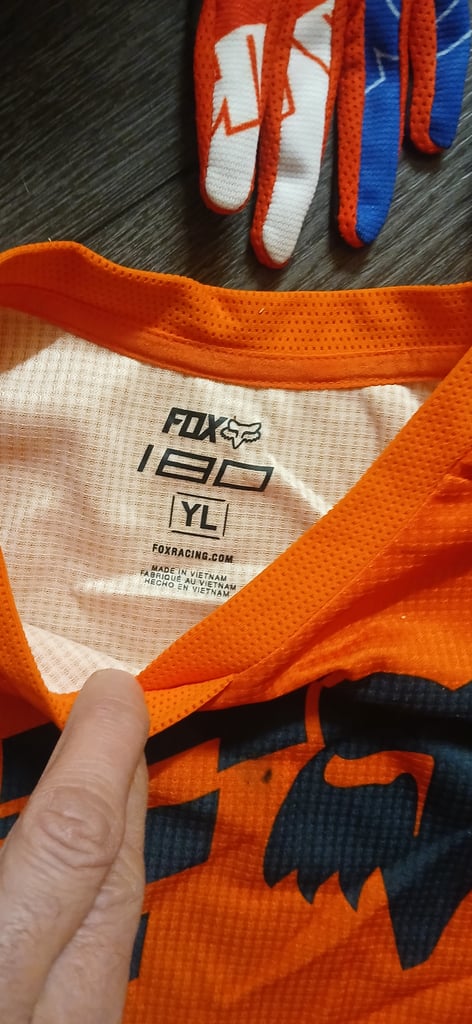 FOX
180
YL
FOXRACING.COM
MADE IN VIETNAM
FABRIQUÉ AU VIETNAM
HECHO EN VIETNAM